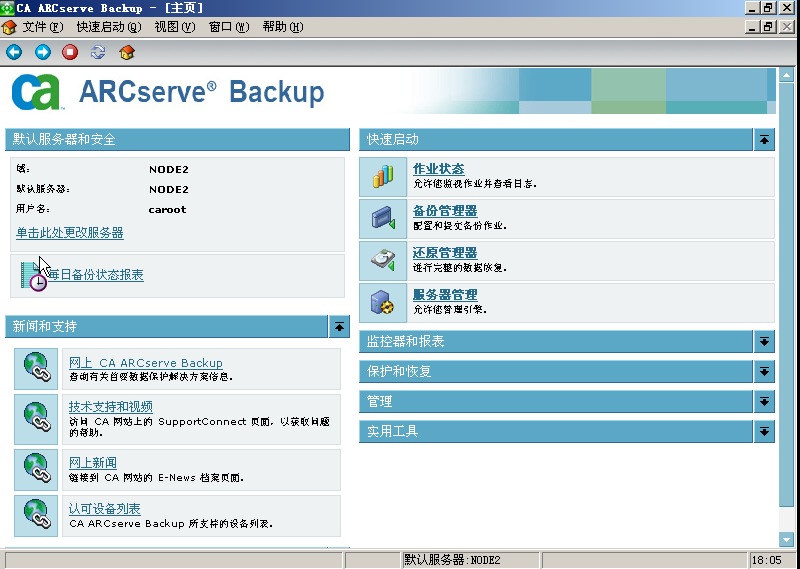 CA ARCserve Backup - [主页]
文件(F) 快速启动(Q) 视图(V) 窗口(W) 帮助(H)
ca ARCserve® Backup
默认服务器和安全
域: NODE2
默认服务器: NODE2
用户名: caroot
单击此处更改服务器
每日备份状态报表
新闻和支持
网上 CA ARCserve Backup
查询有关首要数据保护解决方案信息。
技术支持和视频
访问 CA 网站上的 SupportConnect 页面，以获取问题
的帮助。
网上新闻
链接到 CA 网站的 E-News 档案页面。
认可设备列表
CA ARCserve Backup 所支持的设备列表。
快速启动
作业状态
允许您监视作业并查看日志。
备份管理器
配置和提交备份作业。
还原管理器
进行完整的数据恢复。
服务器管理
允许您管理引擎。
监控器和报表
保护和恢复
管理
实用工具
默认服务器:NODE2
18:05